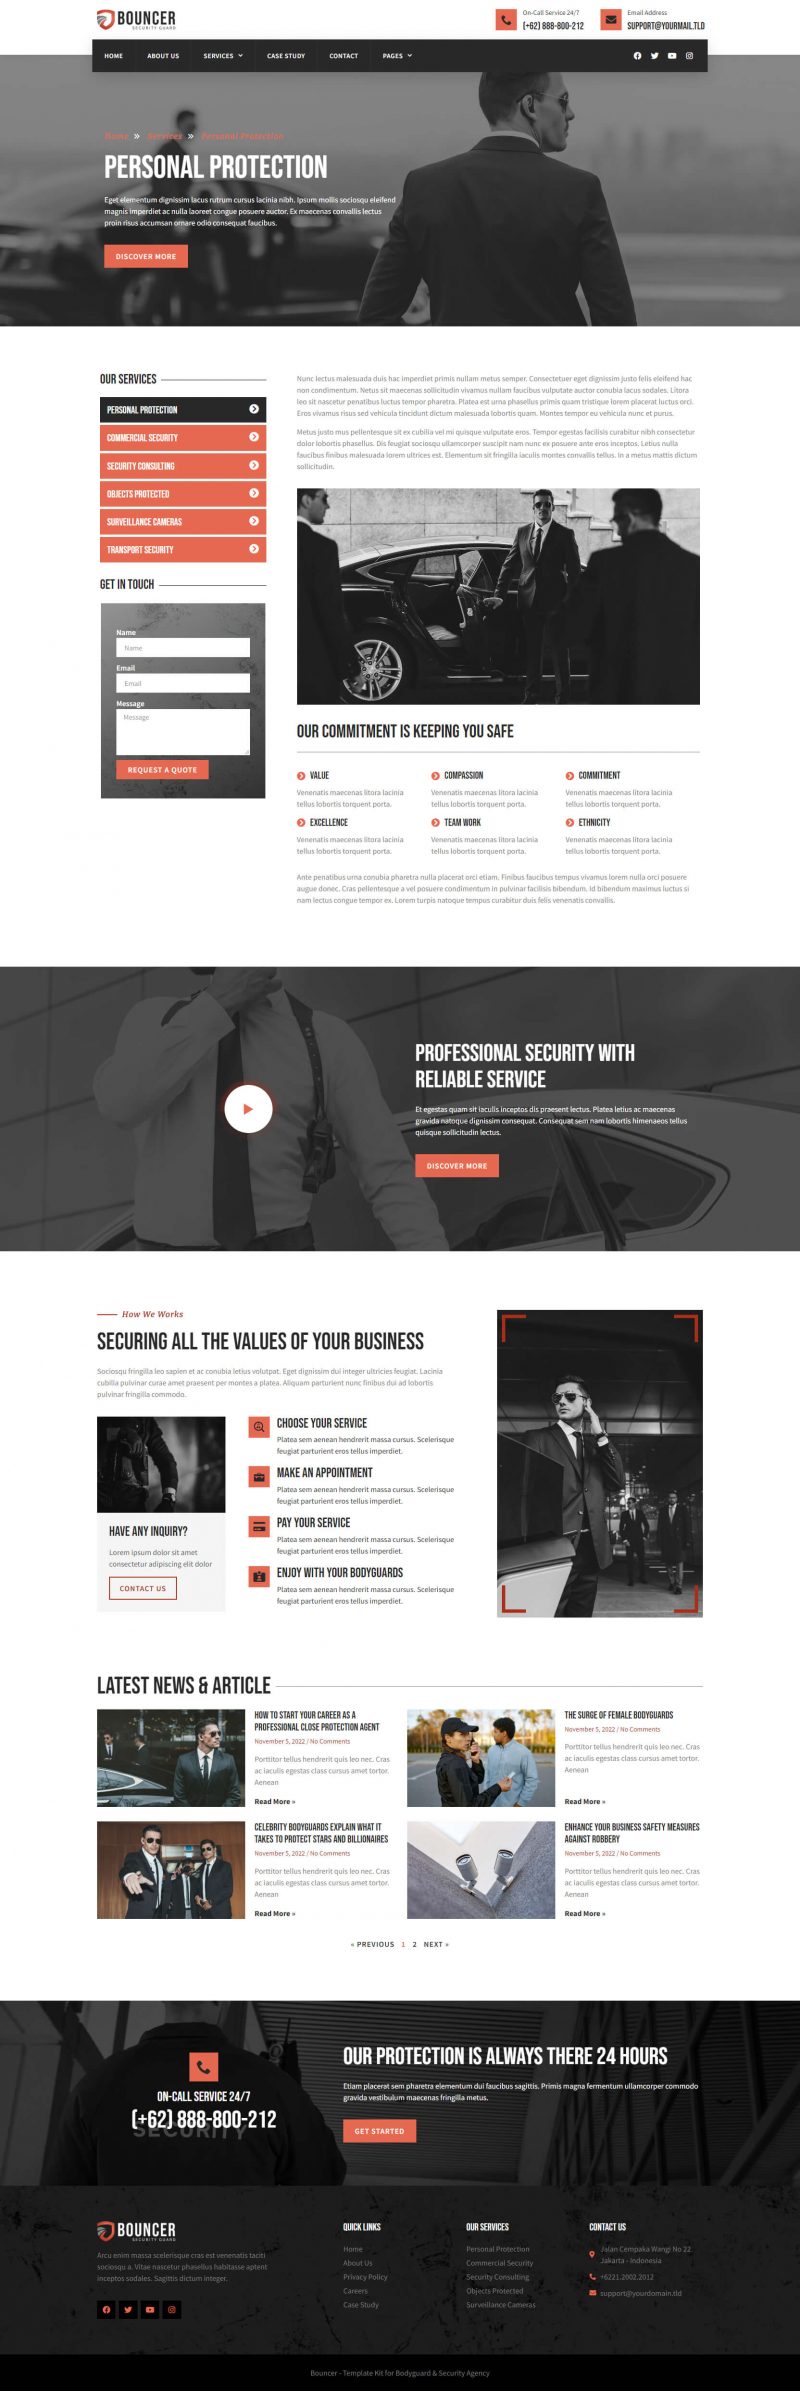 BOUNCER
SECURITY GUARD
On-Call Service 24/7
(+62) 888-800-212
Email Address
SUPPORT@YOURMAIL.TLD
HOME
ABOUT US
SERVICES
CASE STUDY
CONTACT
PAGES
Home » Services » Personal Protection
PERSONAL PROTECTION
Eget elementum dignissim lacus rutrum cursus lacinia nibh. Ipsum mollis sociosqu eleifend
magnis imperdiet ac nulla laoreet congue posuere auctor. Ex maecenas convallis lectus
proin risus accumsan ornare odio consequat faucibus.
DISCOVER MORE
OUR SERVICES
PERSONAL PROTECTION
COMMERCIAL SECURITY
SECURITY CONSULTING
OBJECTS PROTECTED
SURVEILLANCE CAMERAS
TRANSPORT SECURITY
GET IN TOUCH
Name
Name
Email
Email
Message
Message
REQUEST A QUOTE
Nunc lectus malesuada duis hac imperdiet primis nullam metus semper. Consectetuer eget dignissim justo felis eleifend hac
non condimentum. Netus sit maecenas sollicitudin vivamus nullam faucibus vulputate auctor conubia lacus sodales. Litora
leo sit nascetur penatibus luctus tempor pharetra. Platea est urna phasellus primis quam tristique lorem placerat luctus orci.
Eros vivamus risus sed vehicula tincidunt dictum malesuada lobortis quam. Montes tempor eu vehicula nunc et purus.
Metus justo mus pellentesque sit ex cubilia vel mi quisque vulputate eros. Tempor egestas facilisis curabitur nibh consectetur
dolor lobortis phasellus. Dis feugiat sociosqu ullamcorper suscipit nam nunc ex posuere ante eros inceptos. Letius nulla
faucibus finibus malesuada lorem ultrices est. Elementum sit fringilla iaculis montes convallis tellus. In a metus mattis dictum
sollicitudin.
OUR COMMITMENT IS KEEPING YOU SAFE
VALUE
Venenatis maecenas litora lacinia
tellus lobortis torquent porta.
COMPASSION
Venenatis maecenas litora lacinia
tellus lobortis torquent porta.
COMMITMENT
Venenatis maecenas litora lacinia
tellus lobortis torquent porta.
EXCELLENCE
Venenatis maecenas litora lacinia
tellus lobortis torquent porta.
TEAM WORK
Venenatis maecenas litora lacinia
tellus lobortis torquent porta.
ETHNICITY
Venenatis maecenas litora lacinia
tellus lobortis torquent porta.
Ante penatibus urna conubia pharetra nulla placerat orci etiam. Finibus faucibus tempus vivamus lorem nulla orci posuere
augue donec. Cras pellentesque a vel posuere condimentum in pulvinar facilisis bibendum. Id bibendum maximus luctus si
nam lectus congue tempor ex. Lorem turpis natoque tempus curabitur duis felis venenatis convallis.
PROFESSIONAL SECURITY WITH
RELIABLE SERVICE
Et egestas quam sit iaculis inceptos dis praesent lectus. Platea letius ac maecenas
gravida natoque dignissim consequat. Consequat sem nam lobortis himenaeos tellus
quisque sollicitudin lectus.
DISCOVER MORE
How We Works
SECURING ALL THE VALUES OF YOUR BUSINESS
Sociosqu fringilla leo sapien et ac conubia letius volutpat. Eget dignissim dui integer ultricies feugiat. Lacinia
cubilia pulvinar curae amet praesent per montes a platea. Aliquam parturient nunc finibus dui ad lobortis
pulvinar fringilla commodo.
HAVE ANY INQUIRY?
Lorem ipsum dolor sit amet
consectetur adipiscing elit dolor
CONTACT US
CHOOSE YOUR SERVICE
Platea sem aenean hendrerit massa cursus. Scelerisque
feugiat parturient eros tellus imperdiet.
MAKE AN APPOINTMENT
Platea sem aenean hendrerit massa cursus. Scelerisque
feugiat parturient eros tellus imperdiet.
PAY YOUR SERVICE
Platea sem aenean hendrerit massa cursus. Scelerisque
feugiat parturient eros tellus imperdiet.
ENJOY WITH YOUR BODYGUARDS
Platea sem aenean hendrerit massa cursus. Scelerisque
feugiat parturient eros tellus imperdiet.
LATEST NEWS & ARTICLE
HOW TO START YOUR CAREER AS A
PROFESSIONAL CLOSE PROTECTION AGENT
November 5, 2022 / No Comments
Porttitor tellus hendrerit quis leo nec. Cras
ac iaculis egestas class cursus amet tortor.
Aenean
Read More »
THE SURGE OF FEMALE BODYGUARDS
November 5, 2022 / No Comments
Porttitor tellus hendrerit quis leo nec. Cras
ac iaculis egestas class cursus amet tortor.
Aenean
Read More »
CELEBRITY BODYGUARDS EXPLAIN WHAT IT
TAKES TO PROTECT STARS AND BILLIONAIRES
November 5, 2022 / No Comments
Porttitor tellus hendrerit quis leo nec. Cras
ac iaculis egestas class cursus amet tortor.
Aenean
Read More »
ENHANCE YOUR BUSINESS SAFETY MEASURES
AGAINST ROBBERY
November 5, 2022 / No Comments
Porttitor tellus hendrerit quis leo nec. Cras
ac iaculis egestas class cursus amet tortor.
Aenean
Read More »
« PREVIOUS 1 2 NEXT »
ON-CALL SERVICE 24/7
(+62) 888-800-212
SECURITY
OUR PROTECTION IS ALWAYS THERE 24 HOURS
Etiam placerat sem pharetra elementum dui faucibus sagittis. Primis magna fermentum ullamcorper commodo
gravida vestibulum maecenas fringilla metus.
GET STARTED
BOUNCER
SECURITY GUARD
Arcu enim massa scelerisque cras est venenatis taciti
sociosqu a. Vitae nascetur phasellus habitasse aptent
inceptos sodales. Sagittis dictum integer.
QUICK LINKS
Home
About Us
Privacy Policy
Careers
Case Study
OUR SERVICES
Personal Protection
Commercial Security
Security Consulting
Objects Protected
Surveillance Cameras
CONTACT US
Jalan Cempaka Wangi No 22
Jakarta - Indonesia
+6221.2002.2012
support@yourdomain.tld
Bouncer - Template Kit for Bodyguard & Security Agency